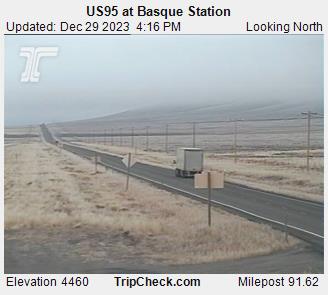 US95 at Basque Station
Updated: Dec 29 2023 4:16 PM Looking North
Elevation 4460 TripCheck.com Milepost 91.62